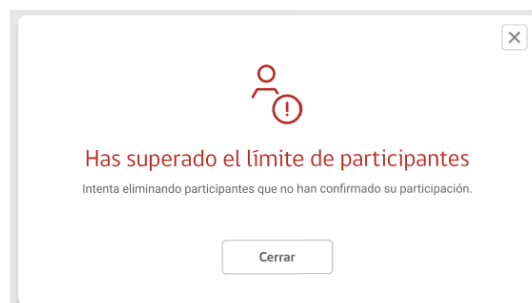 Has superado el límite de participantes
Intenta eliminando participantes que no han confirmado su participación.
Cerrar